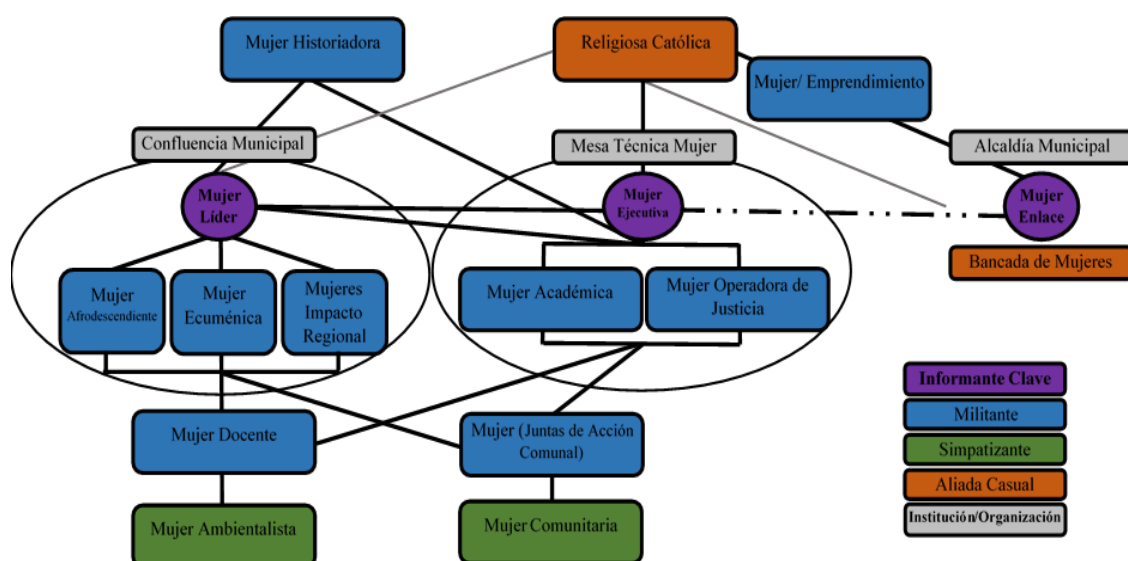 Mujer Historiadora
Religiosa Católica
Mujer/ Emprendimiento
Confluencia Municipal
Mesa Técnica Mujer
Alcaldía Municipal
Mujer
Líder
Mujer
Ejecutiva
Mujer
Enlace
Bancada de Mujeres
Mujer
Afrodescendiente
Mujer
Ecuménica
Mujeres
Impacto
Regional
Mujer Académica
Mujer Operadora de
Justicia
Mujer Docente
Mujer (Juntas de Acción
Comunal)
Mujer Ambientalista
Mujer Comunitaria
Informante Clave
Militante
Simpatizante
Aliada Casual
Institución/Organización